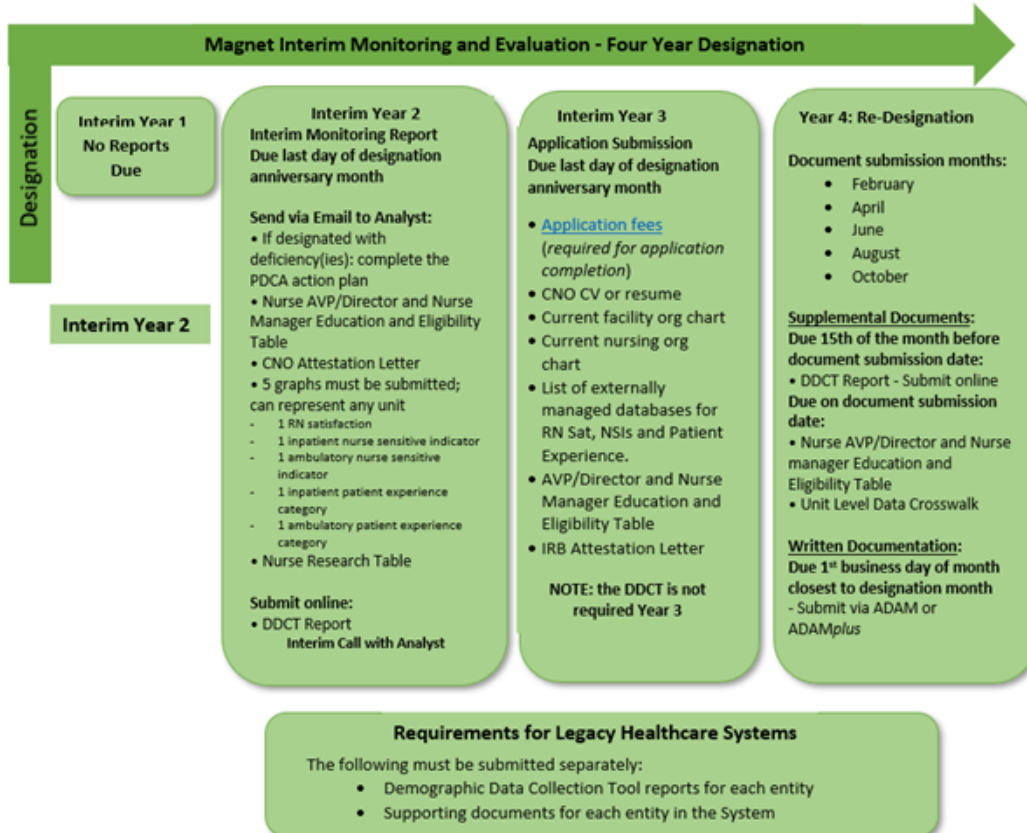 Magnet Interim Monitoring and Evaluation - Four Year Designation
Designation
Interim Year 1
No Reports
Due
Interim Year 2
Interim Year 2
Interim Monitoring Report
Due last day of designation
anniversary month
Send via Email to Analyst:
• If designated with
deficiency(ies): complete the
PDCA action plan
• Nurse AVP/Director and Nurse
Manager Education and Eligibility
Table
• CNO Attestation Letter
• 5 graphs must be submitted;
can represent any unit
- 1 RN satisfaction
- 1 inpatient nurse sensitive indicator
- 1 ambulatory nurse sensitive
indicator
- 1 inpatient patient experience
category
- 1 ambulatory patient experience
category
• Nurse Research Table
Submit online:
• DDCT Report
Interim Call with Analyst
Interim Year 3
Application Submission
Due last day of designation
anniversary month
• Application fees
(required for application
completion)
• CNO CV or resume
• Current facility org chart
• Current nursing org
chart
• List of externally
managed databases for
RN Sat, NSIs and Patient
Experience.
• AVP/Director and Nurse
Manager Education and
Eligibility Table
• IRB Attestation Letter
NOTE: the DDCT is not
required Year 3
Year 4: Re-Designation
Document submission months:
• February
• April
• June
• August
• October
Supplemental Documents:
Due 15th of the month before
document submission date:
• DDCT Report - Submit online
Due on document submission
date:
• Nurse AVP/Director and Nurse
manager Education and
Eligibility Table
• Unit Level Data Crosswalk
Written Documentation:
Due 1st business day of month
closest to designation month
- Submit via ADAM or
ADAMplus
Requirements for Legacy Healthcare Systems
The following must be submitted separately:
• Demographic Data Collection Tool reports for each entity
• Supporting documents for each entity in the System